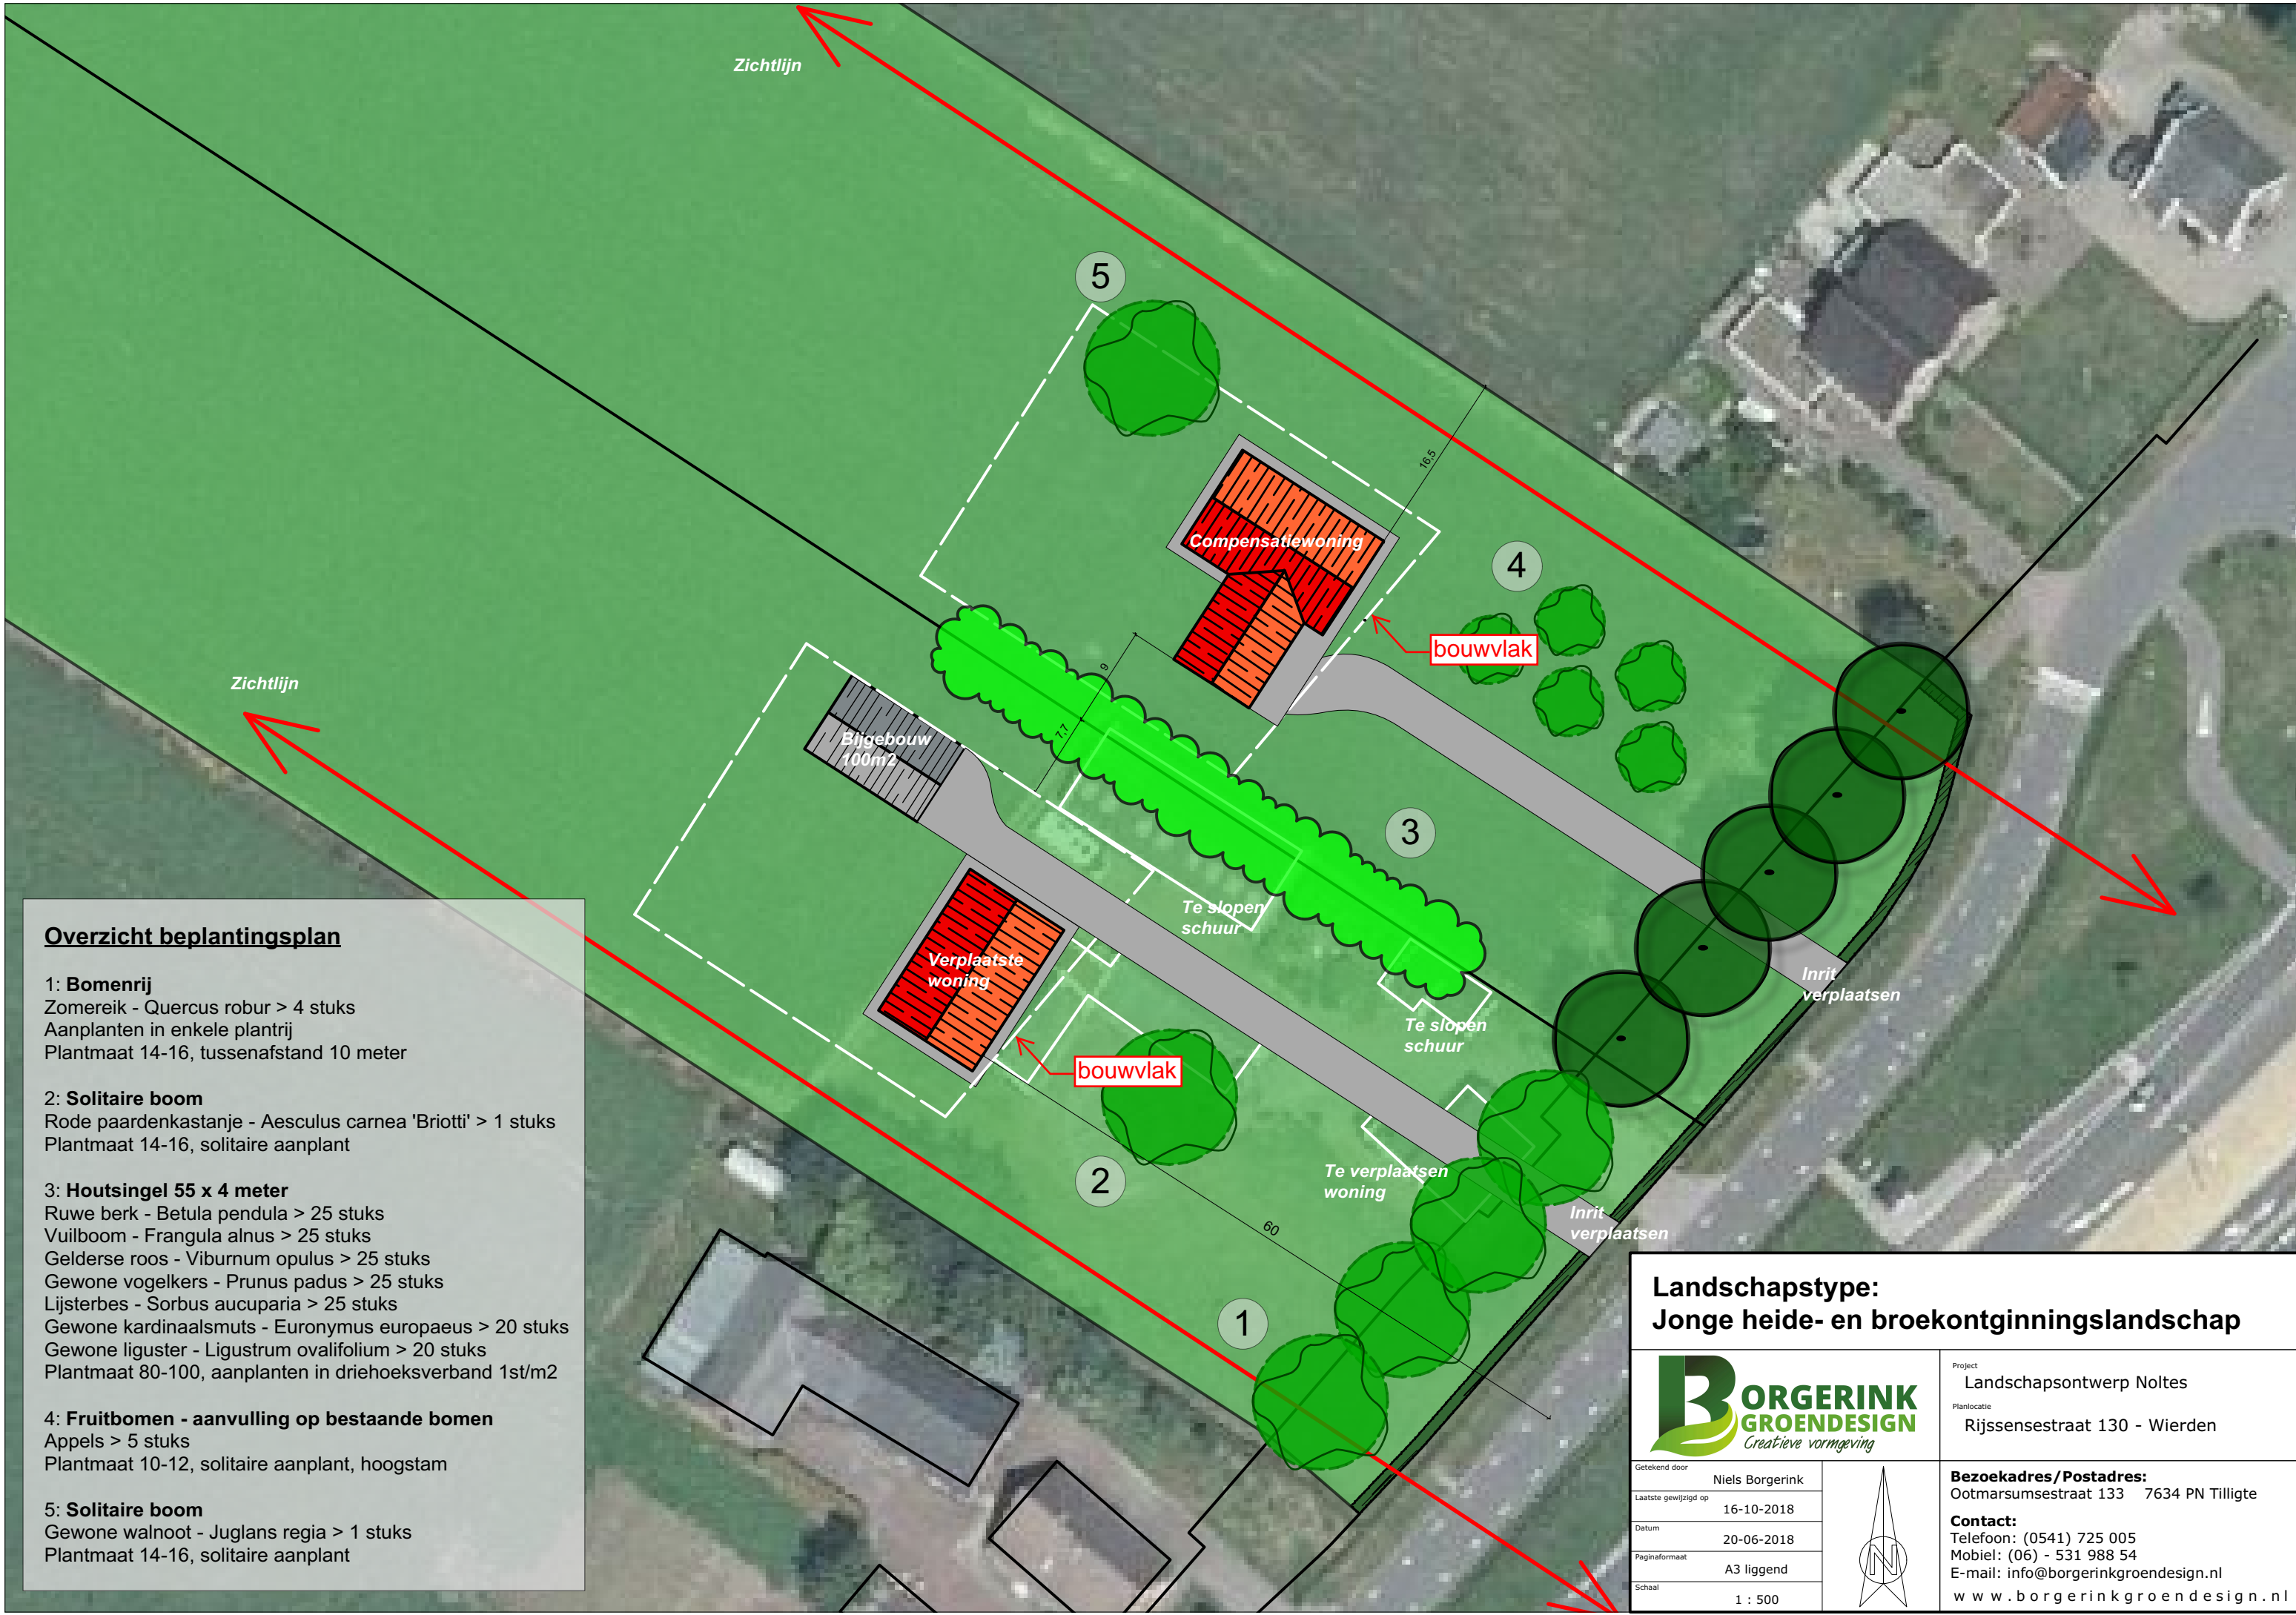 Zichtlijn
5
16,5
Compensatiewoning
4
bouwvlak
9
7,7
Zichtlijn
Bijgebouw
100m2
3
Te slopen
schuur
Verplaatste
woning
Inrit
verplaatsen
Te slopen
schuur
bouwvlak
2
Te verplaatsen
woning
Inrit
verplaatsen
60
1
Overzicht beplantingsplan
1: Bomenrij
Zomereik - Quercus robur > 4 stuks
Aanplanten in enkele plantrij
Plantmaat 14-16, tussenafstand 10 meter
2: Solitaire boom
Rode paardenkastanje - Aesculus carnea 'Briotti' > 1 stuks
Plantmaat 14-16, solitaire aanplant
3: Houtsingel 55 x 4 meter
Ruwe berk - Betula pendula > 25 stuks
Vuilboom - Frangula alnus > 25 stuks
Gelderse roos - Viburnum opulus > 25 stuks
Gewone vogelkers - Prunus padus > 25 stuks
Lijsterbes - Sorbus aucuparia > 25 stuks
Gewone kardinaalsmuts - Euronymus europaeus > 20 stuks
Gewone liguster - Ligustrum ovalifolium > 20 stuks
Plantmaat 80-100, aanplanten in driehoeksverband 1st/m2
4: Fruitbomen - aanvulling op bestaande bomen
Appels > 5 stuks
Plantmaat 10-12, solitaire aanplant, hoogstam
5: Solitaire boom
Gewone walnoot - Juglans regia > 1 stuks
Plantmaat 14-16, solitaire aanplant
Landschapstype:
Jonge heide- en broekontginningslandschap
BORGERINK
GROENDESIGN
Creatieve vormgeving
Project
Landschapsontwerp Noltes
Planlocatie
Rijssensestraat 130 - Wierden
Getekend door
Niels Borgerink
Laatste gewijzigd op
16-10-2018
Datum
20-06-2018
Paginaformaat
A3 liggend
Schaal
1 : 500
N
Bezoekadres/Postadres:
Ootmarsumsestraat 133 7634 PN Tilligte
Contact:
Telefoon: (0541) 725 005
Mobiel: (06) - 531 988 54
E-mail: info@borgerinkgroendesign.nl
www.borgerinkgroendesign.nl